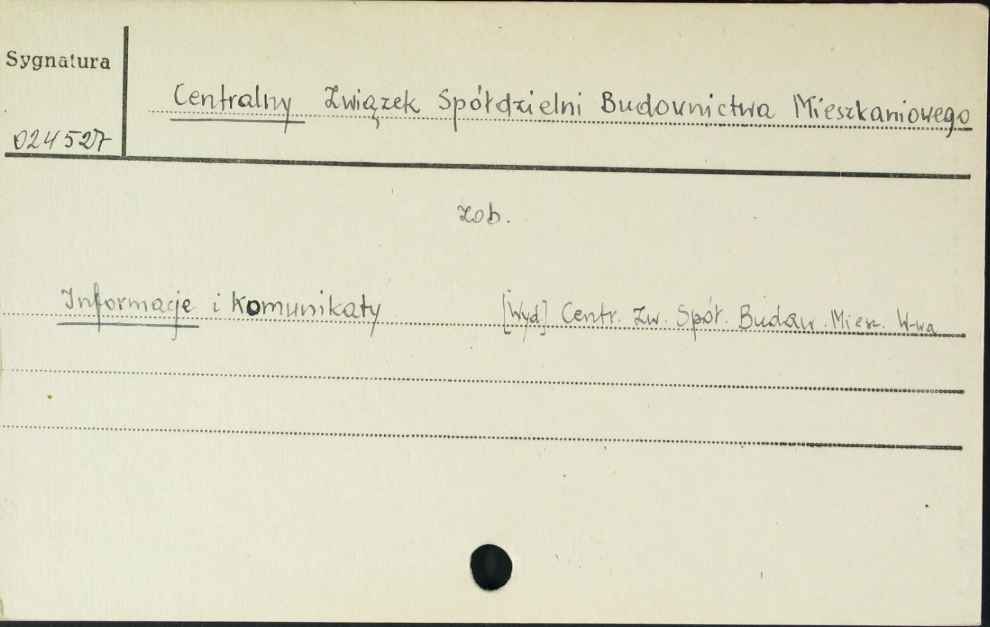 Sygnatura
Centralny Związek Spółdzielni Budownictwa Mieszkaniowego
024527
zob.
Informacje i Komunikaty [Wyd] Centr. Zw. Spół. Budow. Miesz. W-wa